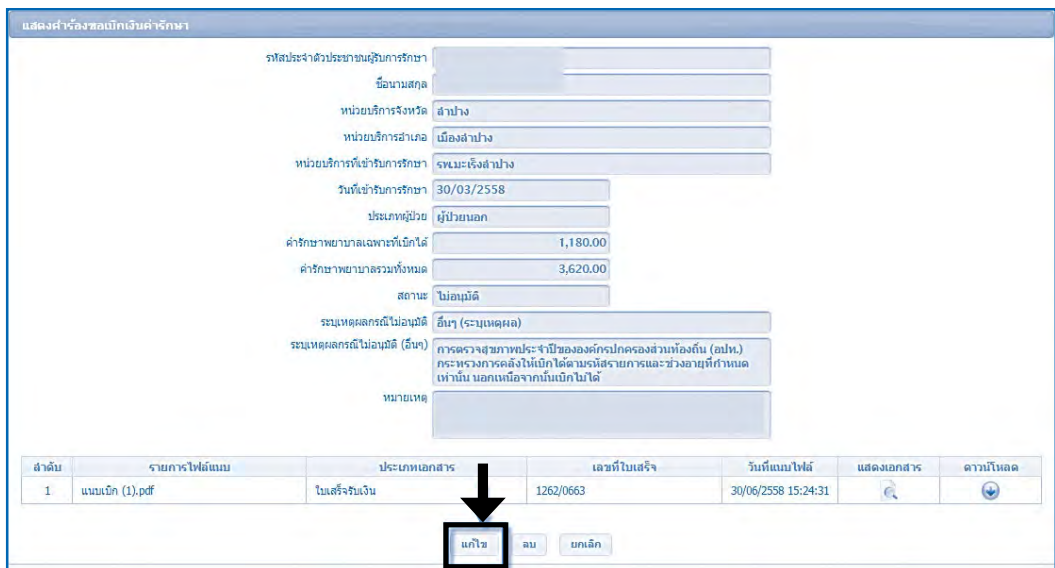 แสดงคำร้องขอเบิกเงินค่ารักษา
รหัสประจำตัวประชาชนผู้รับการรักษา
ชื่อนามสกุล
หน่วยบริการจังหวัด ลำปาง
หน่วยบริการอำเภอ เมืองลำปาง
หน่วยบริการที่เข้ารับการรักษา รพ.มะเร็งลำปาง
วันที่เข้ารับการรักษา 30/03/2558
ประเภทผู้ป่วย ผู้ป่วยนอก
ค่ารักษาพยาบาลเฉพาะที่เบิกได้ 1,180.00
ค่ารักษาพยาบาลรวมทั้งหมด 3,620.00
สถานะ ไม่อนุมัติ
ระบุเหตุผลกรณีไม่อนุมัติ อื่นๆ (ระบุเหตุผล)
ระบุเหตุผลกรณีไม่อนุมัติ (อื่นๆ) การตรวจสุขภาพประจำปีขององค์กรปกครองส่วนท้องถิ่น (อปท.)
กระทรวงการคลังให้เบิกได้ตามรหัสรายการและช่วงอายุที่กำหนด
เท่านั้น นอกเหนือจากนั้นเบิกไม่ได้
หมายเหตุ
ลำดับ รายการไฟล์แนบ ประเภทเอกสาร เลขที่ใบเสร็จ วันที่แนบไฟล์ แสดงเอกสาร ดาวน์โหลด
1 แนบเบิก (1).pdf ใบเสร็จรับเงิน 1262/0663 30/06/2558 15:24:31
แก้ไข ลบ ยกเลิก